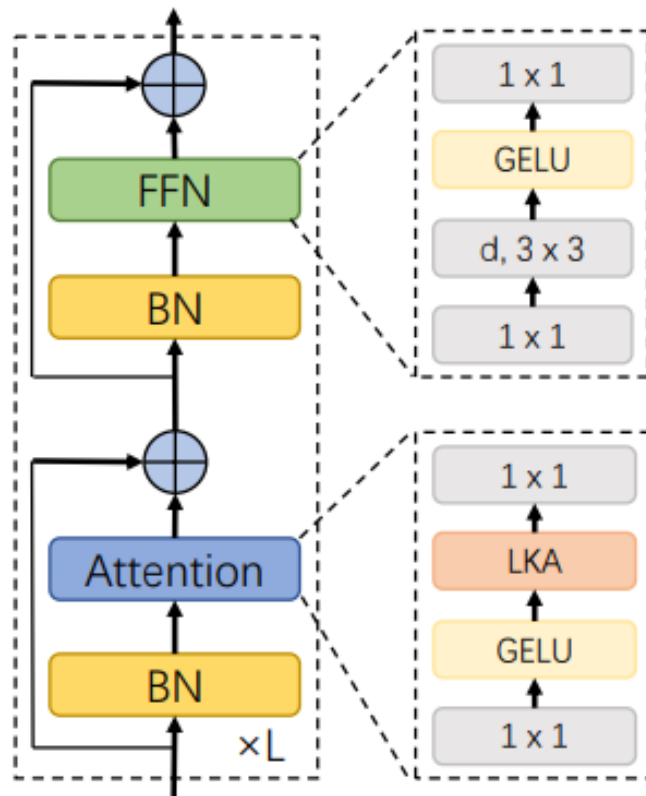 FFN
BN
Attention
BN
×L
1 x 1
GELU
d, 3 x 3
1 x 1
1 x 1
LKA
GELU
1 x 1